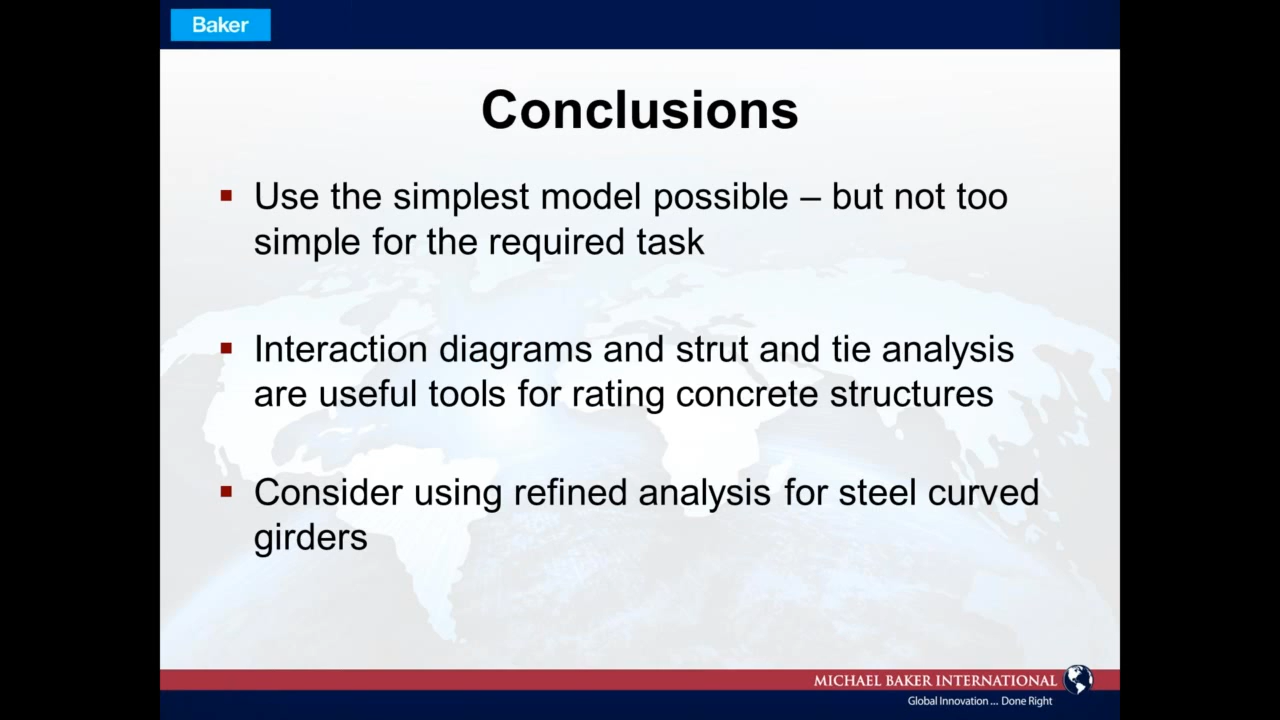 Baker
Conclusions
Use the simplest model possible – but not too
simple for the required task
Interaction diagrams and strut and tie analysis
are useful tools for rating concrete structures
Consider using refined analysis for steel curved
girders
MICHAEL BAKER INTERNATIONAL
Global Innovation ... Done Right